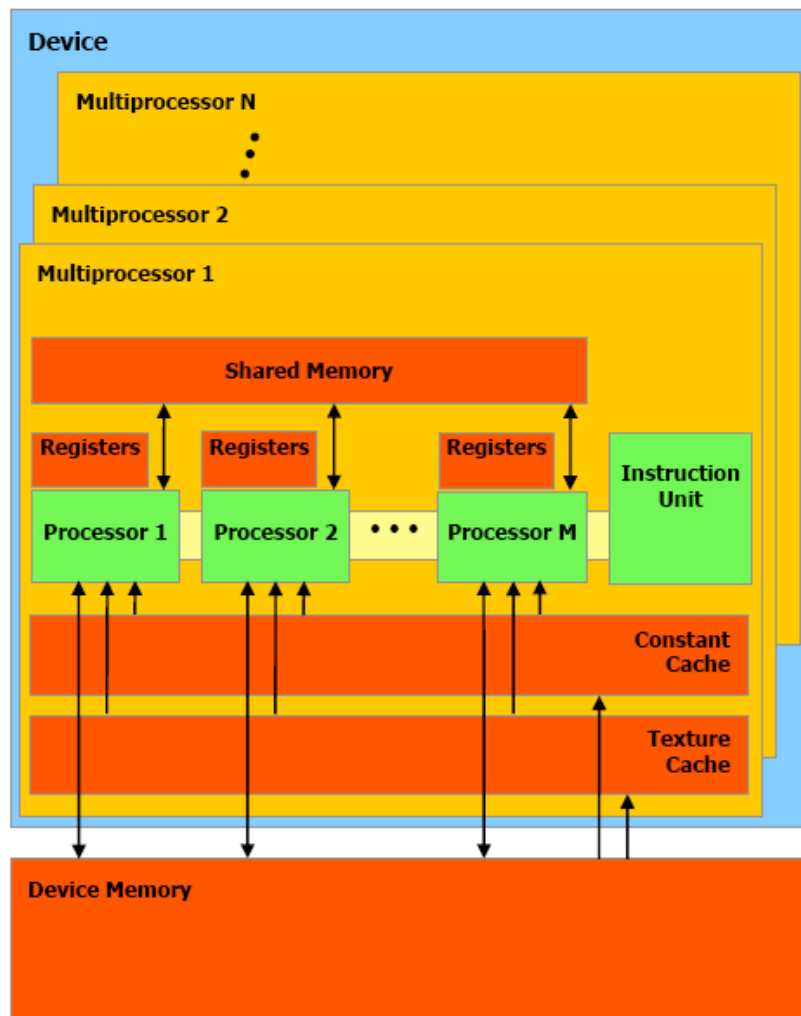 Device
Multiprocessor N
Multiprocessor 2
Multiprocessor 1
Shared Memory
Registers
Registers
Registers
Instruction
Unit
Processor 1
Processor 2
Processor M
Constant
Cache
Texture
Cache
Device Memory